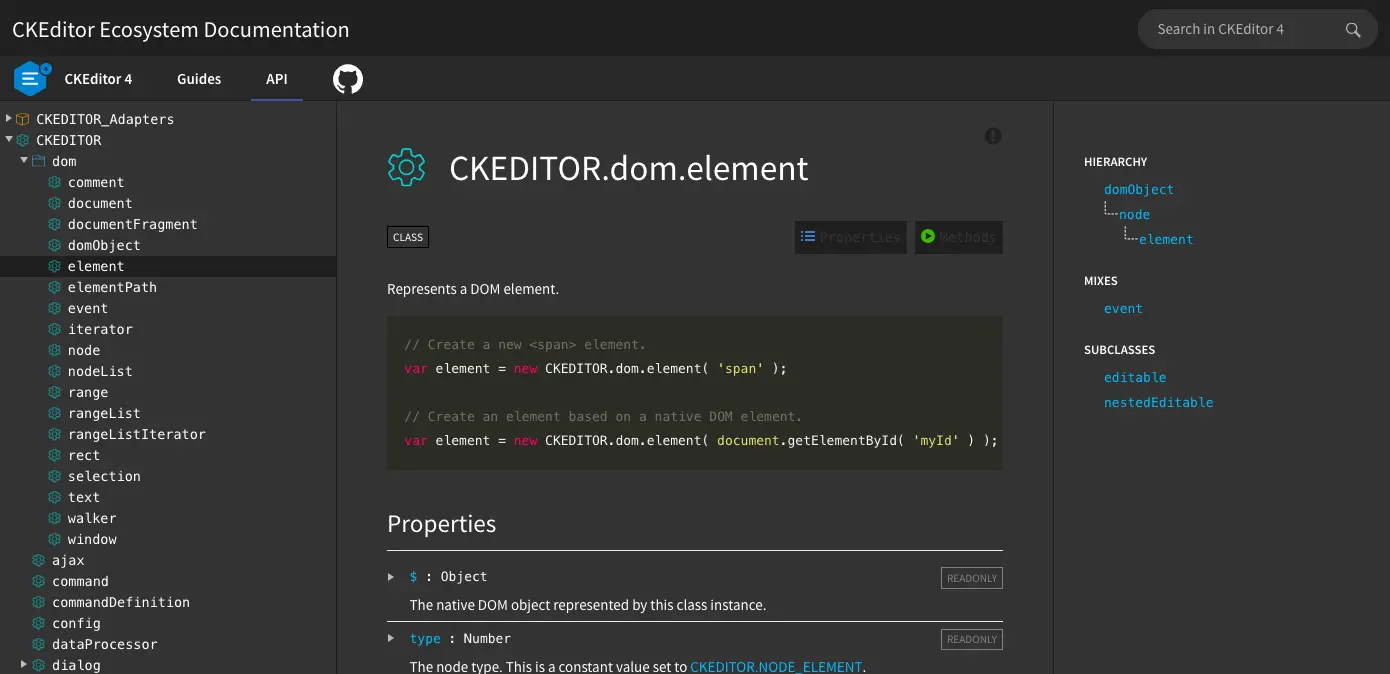 CKEditor Ecosystem Documentation
Search in CKEditor 4
CKEditor 4
Guides
API
CKEDITOR_Adapters
CKEDITOR
dom
comment
document
documentFragment
domObject
element
elementPath
event
iterator
node
nodeList
range
rangeList
rangeListIterator
rect
selection
text
walker
window
ajax
command
commandDefinition
config
dataProcessor
dialog
CKEDITOR.dom.element
CLASS
Properties
Methods
Represents a DOM element.
// Create a new <span> element.
var element = new CKEDITOR.dom.element( 'span' );
// Create an element based on a native DOM element.
var element = new CKEDITOR.dom.element( document.getElementById( 'myId' ) );
Properties
$ : Object
READONLY
The native DOM object represented by this class instance.
type : Number
READONLY
The node type. This is a constant value set to CKEDITOR.NODE_ELEMENT.
HIERARCHY
domObject
node
element
MIXES
event
SUBCLASSES
editable
nestedEditable